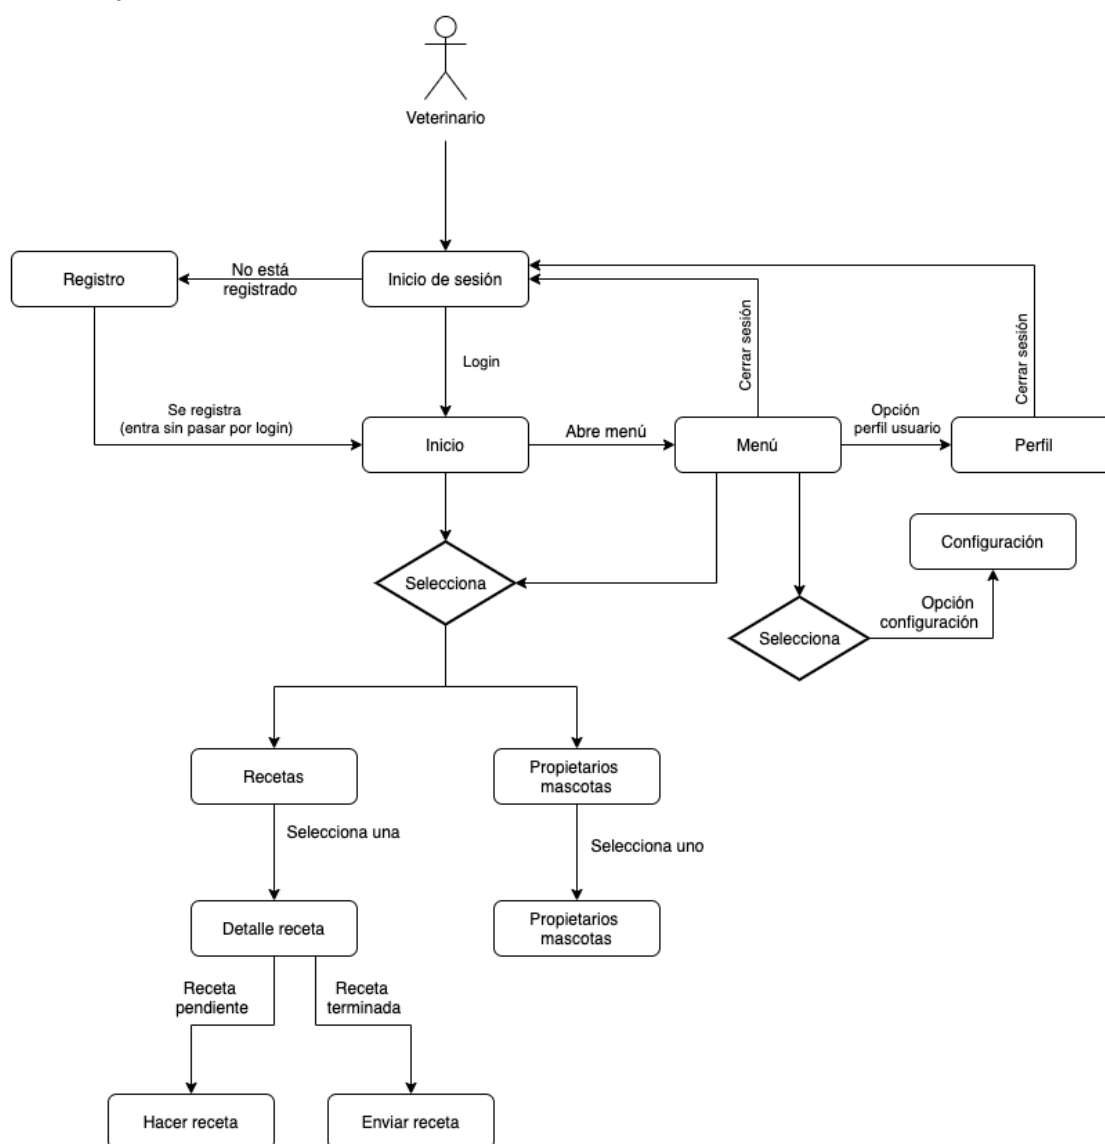 Veterinario
Registro
No está
registrado
Inicio de sesión
Cerrar sesión
Cerrar sesión
Login
Se registra
(entra sin pasar por login)
Inicio
Abre menú
Menú
Opción
perfil usuario
Perfil
Configuración
Selecciona
Opción
configuración
Selecciona
Recetas
Propietarios
mascotas
Selecciona una
Selecciona uno
Detalle receta
Propietarios
mascotas
Receta
pendiente
Receta
terminada
Hacer receta
Enviar receta